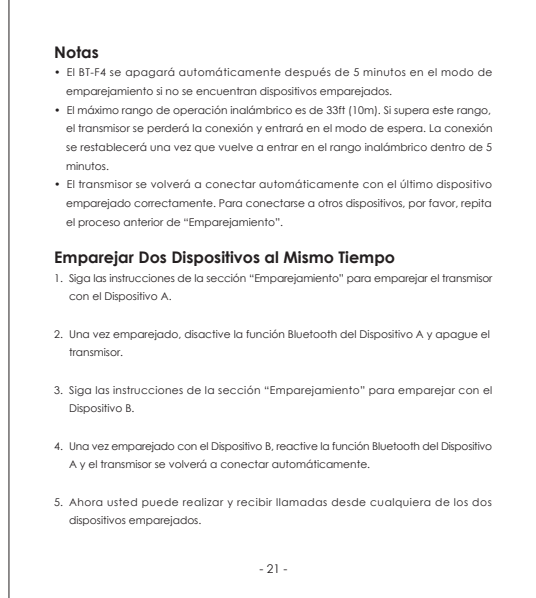 Notas
• El BT-F4 se apagará automáticamente después de 5 minutos en el modo de
emparejamiento si no se encuentran dispositivos emparejados.
• El máximo rango de operación inalámbrico es de 33ft (10m). Si supera este rango,
el transmisor se perderá la conexión y entrará en el modo de espera. La conexión
se restablecerá una vez que vuelve a entrar en el rango inalámbrico dentro de 5
minutos.
• El transmisor se volverá a conectar automáticamente con el último dispositivo
emparejado correctamente. Para conectarse a otros dispositivos, por favor, repita
el proceso anterior de “Emparejamiento”.
Emparejar Dos Dispositivos al Mismo Tiempo
1. Siga las instrucciones de la sección “Emparejamiento” para emparejar el transmisor
con el Dispositivo A.
2. Una vez emparejado, disactive la función Bluetooth del Dispositivo A y apague el
transmisor.
3. Siga las instrucciones de la sección “Emparejamiento” para emparejar con el
Dispositivo B.
4. Una vez emparejado con el Dispositivo B, reactive la función Bluetooth del Dispositivo
A y el transmisor se volverá a conectar automáticamente.
5. Ahora usted puede realizar y recibir llamadas desde cualquiera de los dos
dispositivos emparejados.
- 21 -